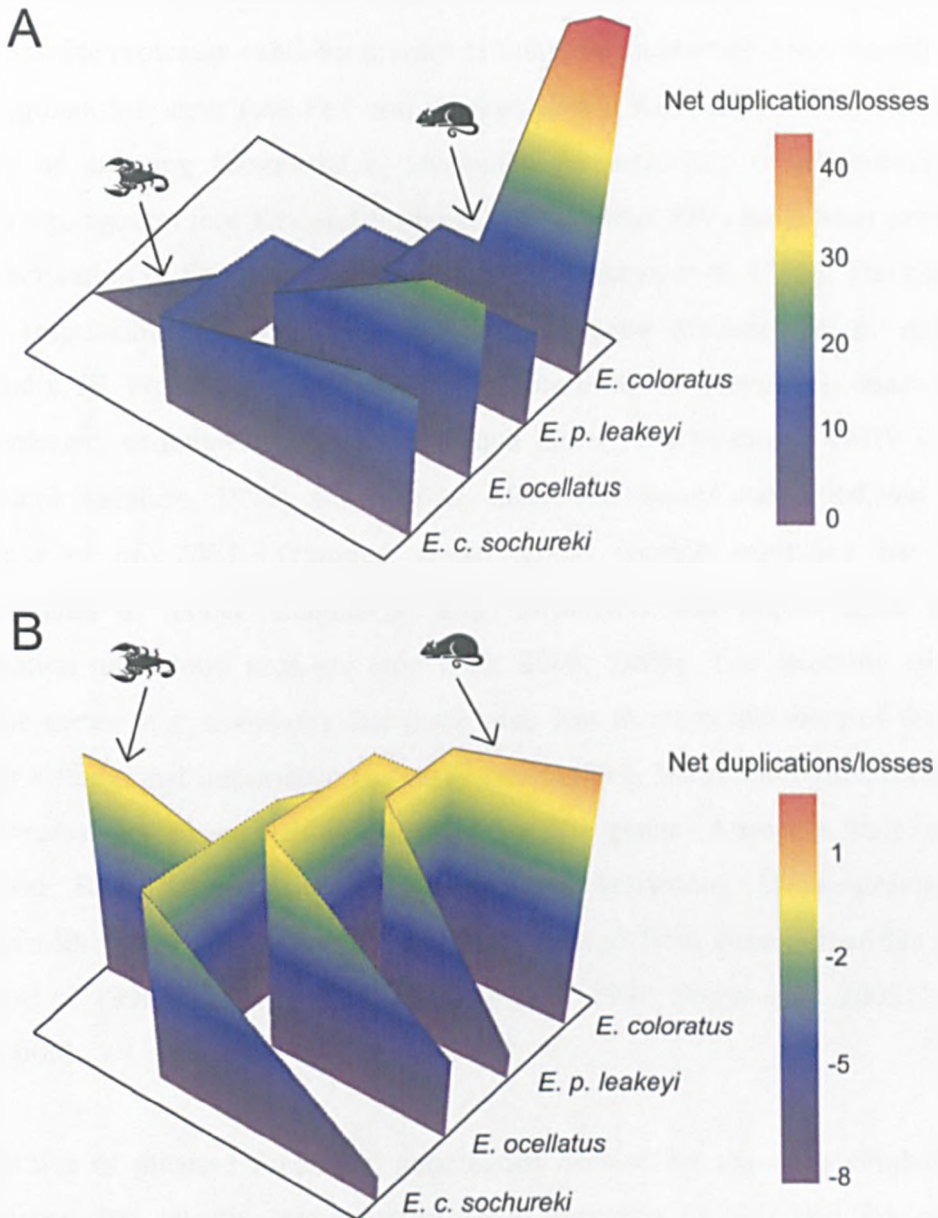 A
Net duplications/losses
40
30
20
10
0
E. coloratus
E. p. leakeyi
E. ocellatus
E. c. sochureki
B
Net duplications/losses
1
-2
-5
-8
E. coloratus
E. p. leakeyi
E. ocellatus
E. c. sochureki